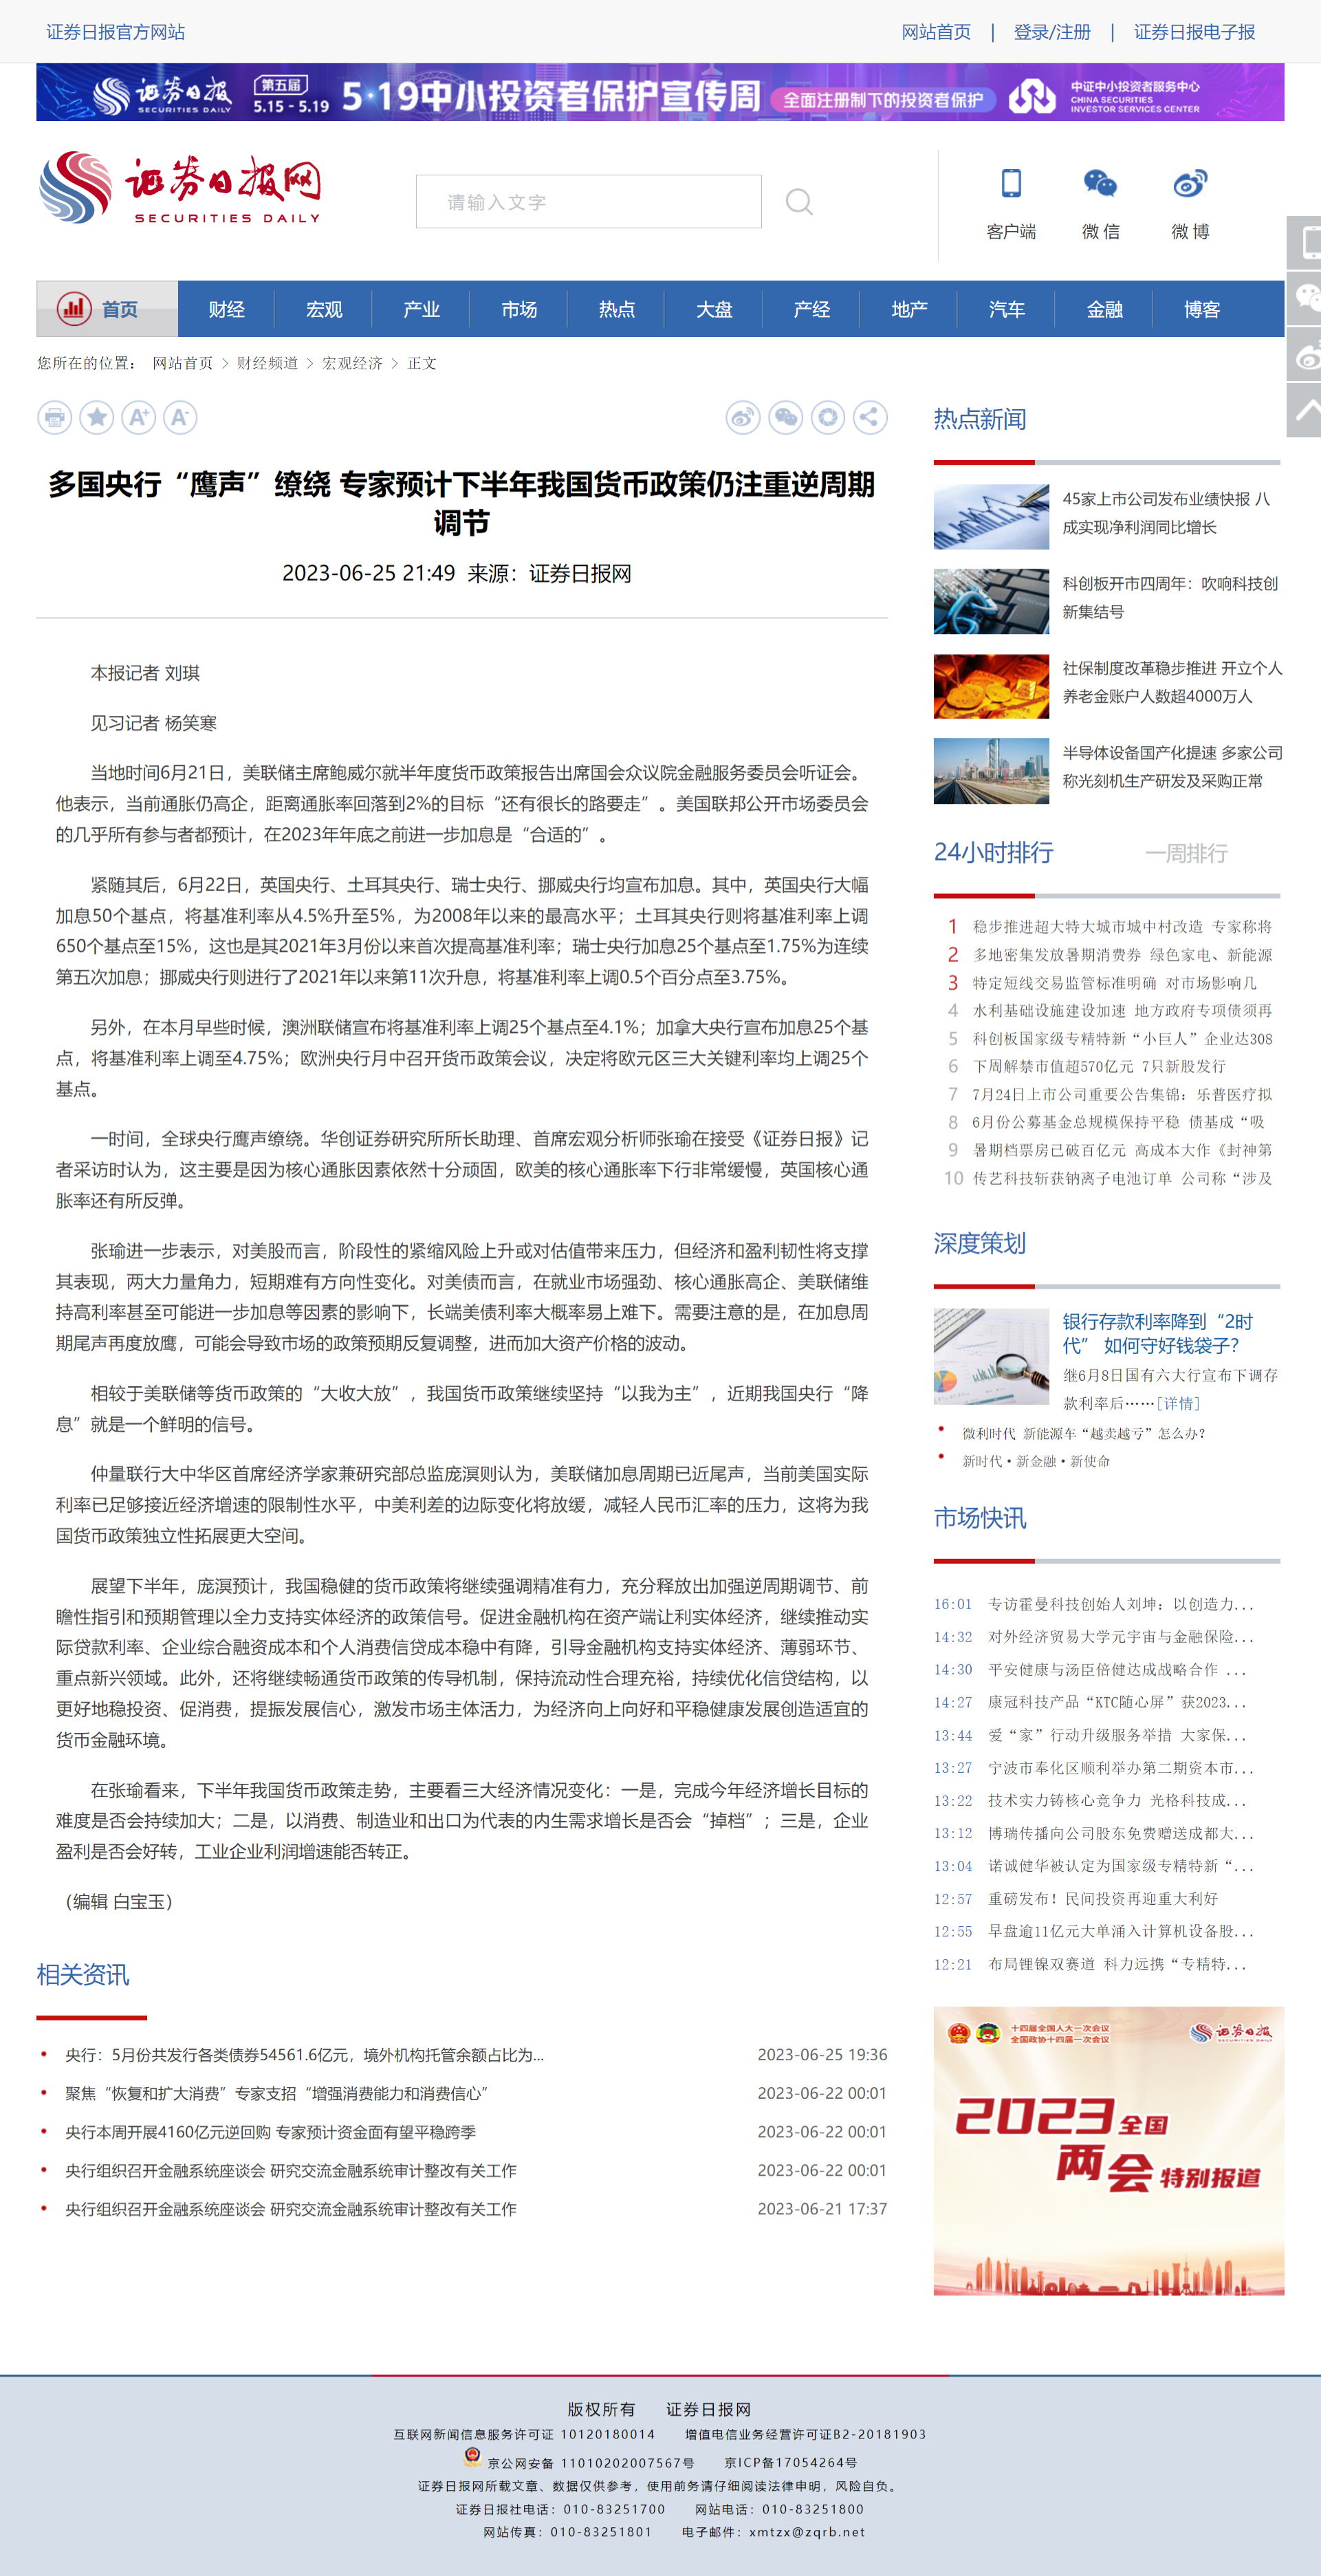 证券日报官方网站
网站首页 | 登录/注册 | 证券日报电子报
证券日报 SECURITIES DAILY 第五届 5.15 - 5.19 5·19中小投资者保护宣传周 全面注册制下的投资者保护 中证中小投资者服务中心 CHINA SECURITIES INVESTOR SERVICES CENTER
证券日报网
SECURITIES DAILY
请输入文字
客户端 微 信 微 博
首页 财经 宏观 产业 市场 热点 大盘 产经 地产 汽车 金融 博客
您所在的位置： 网站首页 > 财经频道 > 宏观经济 > 正文
多国央行“鹰声”缭绕 专家预计下半年我国货币政策仍注重逆周期
调节
2023-06-25 21:49 来源：证券日报网
本报记者 刘琪
见习记者 杨笑寒
当地时间6月21日，美联储主席鲍威尔就半年度货币政策报告出席国会众议院金融服务委员会听证会。
他表示，当前通胀仍高企，距离通胀率回落到2%的目标“还有很长的路要走”。美国联邦公开市场委员会
的几乎所有参与者都预计，在2023年年底之前进一步加息是“合适的”。
紧随其后，6月22日，英国央行、土耳其央行、瑞士央行、挪威央行均宣布加息。其中，英国央行大幅
加息50个基点，将基准利率从4.5%升至5%，为2008年以来的最高水平；土耳其央行则将基准利率上调
650个基点至15%，这也是其2021年3月份以来首次提高基准利率；瑞士央行加息25个基点至1.75%为连续
第五次加息；挪威央行则进行了2021年以来第11次升息，将基准利率上调0.5个百分点至3.75%。
另外，在本月早些时候，澳洲联储宣布将基准利率上调25个基点至4.1%；加拿大央行宣布加息25个基
点，将基准利率上调至4.75%；欧洲央行月中召开货币政策会议，决定将欧元区三大关键利率均上调25个
基点。
一时间，全球央行鹰声缭绕。华创证券研究所所长助理、首席宏观分析师张瑜在接受《证券日报》记
者采访时认为，这主要是因为核心通胀因素依然十分顽固，欧美的核心通胀率下行非常缓慢，英国核心通
胀率还有所反弹。
张瑜进一步表示，对美股而言，阶段性的紧缩风险上升或对估值带来压力，但经济和盈利韧性将支撑
其表现，两大力量角力，短期难有方向性变化。对美债而言，在就业市场强劲、核心通胀高企、美联储维
持高利率甚至可能进一步加息等因素的影响下，长端美债利率大概率易上难下。需要注意的是，在加息周
期尾声再度放鹰，可能会导致市场的政策预期反复调整，进而加大资产价格的波动。
相较于美联储等货币政策的“大收大放”，我国货币政策继续坚持“以我为主”，近期我国央行“降
息”就是一个鲜明的信号。
仲量联行大中华区首席经济学家兼研究部总监庞溟则认为，美联储加息周期已近尾声，当前美国实际
利率已足够接近经济增速的限制性水平，中美利差的边际变化将放缓，减轻人民币汇率的压力，这将为我
国货币政策独立性拓展更大空间。
展望下半年，庞溟预计，我国稳健的货币政策将继续强调精准有力，充分释放出加强逆周期调节、前
瞻性指引和预期管理以全力支持实体经济的政策信号。促进金融机构在资产端让利实体经济，继续推动实
际贷款利率、企业综合融资成本和个人消费信贷成本稳中有降，引导金融机构支持实体经济、薄弱环节、
重点新兴领域。此外，还将继续畅通货币政策的传导机制，保持流动性合理充裕，持续优化信贷结构，以
更好地稳投资、促消费，提振发展信心，激发市场主体活力，为经济向上向好和平稳健康发展创造适宜的
货币金融环境。
在张瑜看来，下半年我国货币政策走势，主要看三大经济情况变化：一是，完成今年经济增长目标的
难度是否会持续加大；二是，以消费、制造业和出口为代表的内生需求增长是否会“掉档”；三是，企业
盈利是否会好转，工业企业利润增速能否转正。
（编辑 白宝玉）
相关资讯
央行：5月份共发行各类债券54561.6亿元，境外机构托管余额占比为... 2023-06-25 19:36
聚焦“恢复和扩大消费”专家支招“增强消费能力和消费信心” 2023-06-22 00:01
央行本周开展4160亿元逆回购 专家预计资金面有望平稳跨季 2023-06-22 00:01
央行组织召开金融系统座谈会 研究交流金融系统审计整改有关工作 2023-06-22 00:01
央行组织召开金融系统座谈会 研究交流金融系统审计整改有关工作 2023-06-21 17:37
热点新闻
45家上市公司发布业绩快报 八
成实现净利润同比增长
科创板开市四周年：吹响科技创
新集结号
社保制度改革稳步推进 开立个人
养老金账户人数超4000万人
半导体设备国产化提速 多家公司
称光刻机生产研发及采购正常
24小时排行 一周排行
1 稳步推进超大特大城市城中村改造 专家称将
2 多地密集发放暑期消费券 绿色家电、新能源
3 特定短线交易监管标准明确 对市场影响几
4 水利基础设施建设加速 地方政府专项债须再
5 科创板国家级专精特新“小巨人”企业达308
6 下周解禁市值超570亿元 7只新股发行
7 7月24日上市公司重要公告集锦：乐普医疗拟
8 6月份公募基金总规模保持平稳 债基成“吸
9 暑期档票房已破百亿元 高成本大作《封神第
10 传艺科技斩获钠离子电池订单 公司称“涉及
深度策划
银行存款利率降到“2时
代” 如何守好钱袋子？
继6月8日国有六大行宣布下调存
款利率后……[详情]
微利时代 新能源车“越卖越亏”怎么办？
新时代·新金融·新使命
市场快讯
16:01 专访霍曼科技创始人刘坤：以创造力...
14:32 对外经济贸易大学元宇宙与金融保险...
14:30 平安健康与汤臣倍健达成战略合作 ...
14:27 康冠科技产品“KTC随心屏”获2023...
13:44 爱“家”行动升级服务举措 大家保...
13:27 宁波市奉化区顺利举办第二期资本市...
13:22 技术实力铸核心竞争力 光格科技成...
13:12 博瑞传播向公司股东免费赠送成都大...
13:04 诺诚健华被认定为国家级专精特新“...
12:57 重磅发布！民间投资再迎重大利好
12:55 早盘逾11亿元大单涌入计算机设备股...
12:21 布局锂镍双赛道 科力远携“专精特...
十四届全国人大一次会议
全国政协十四届一次会议
证券日报
2023全国
两会特别报道
版权所有 证券日报网
互联网新闻信息服务许可证 10120180014 增值电信业务经营许可证B2-20181903
京公网安备 11010202007567号 京ICP备17054264号
证券日报网所载文章、数据仅供参考，使用前务请仔细阅读法律申明，风险自负。
证券日报社电话：010-83251700 网站电话：010-83251800
网站传真：010-83251801 电子邮件：xmtzx@zqrb.net